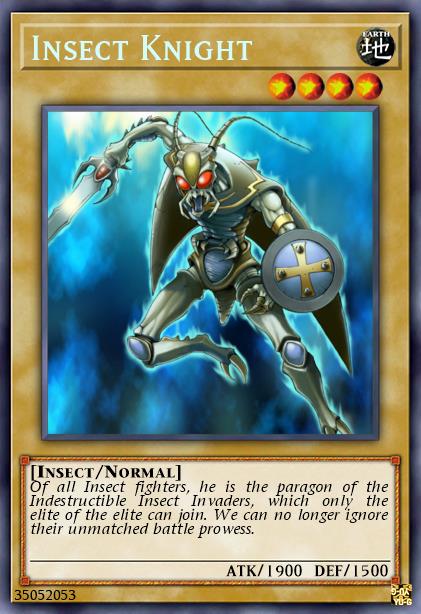 Insect Knight
EARTH
地
[Insect/Normal]
Of all Insect fighters, he is the paragon of the
Indestructible Insect Invaders, which only the
elite of the elite can join. We can no longer ignore
their unmatched battle prowess.
ATK/1900 DEF/1500
35052053